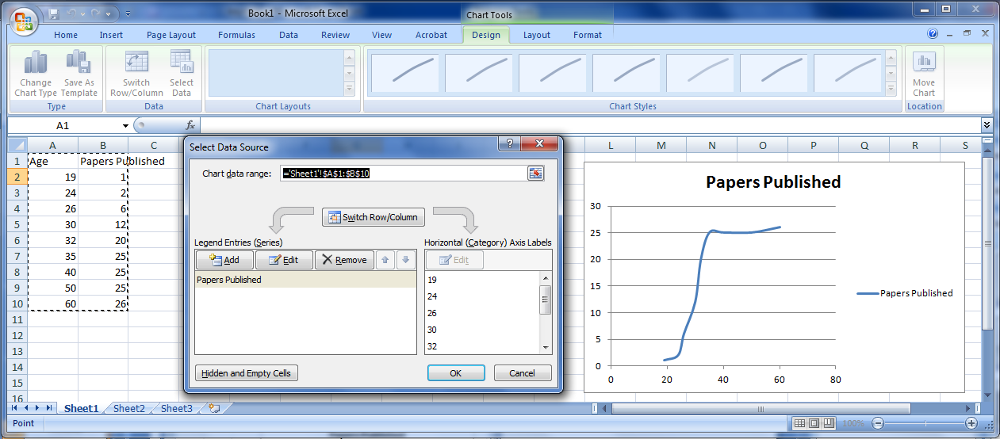 Book1 - Microsoft Excel
Chart Tools
Home Insert Page Layout Formulas Data Review View Acrobat Design Layout Format
Change Chart Type
Save As Template
Switch Row/Column
Select Data
Move Chart
Type Data Chart Layouts Chart Styles Location
A1 fx
A B C L M N O P Q R S
1 Age Papers Published
2 19 1
3 24 2
4 26 6
5 30 12
6 32 20
7 35 25
8 40 25
9 50 25
10 60 26
11
12
13
14
15
16
Select Data Source
Chart data range: ='Sheet1'!$A$1:$B$10
Switch Row/Column
Legend Entries (Series)
Add Edit Remove
Papers Published
Horizontal (Category) Axis Labels
Edit
19
24
26
30
32
Hidden and Empty Cells
OK Cancel
Papers Published
30
25
20
15
10
5
0
0 20 40 60 80
Papers Published
Sheet1 Sheet2 Sheet3
Point 100%